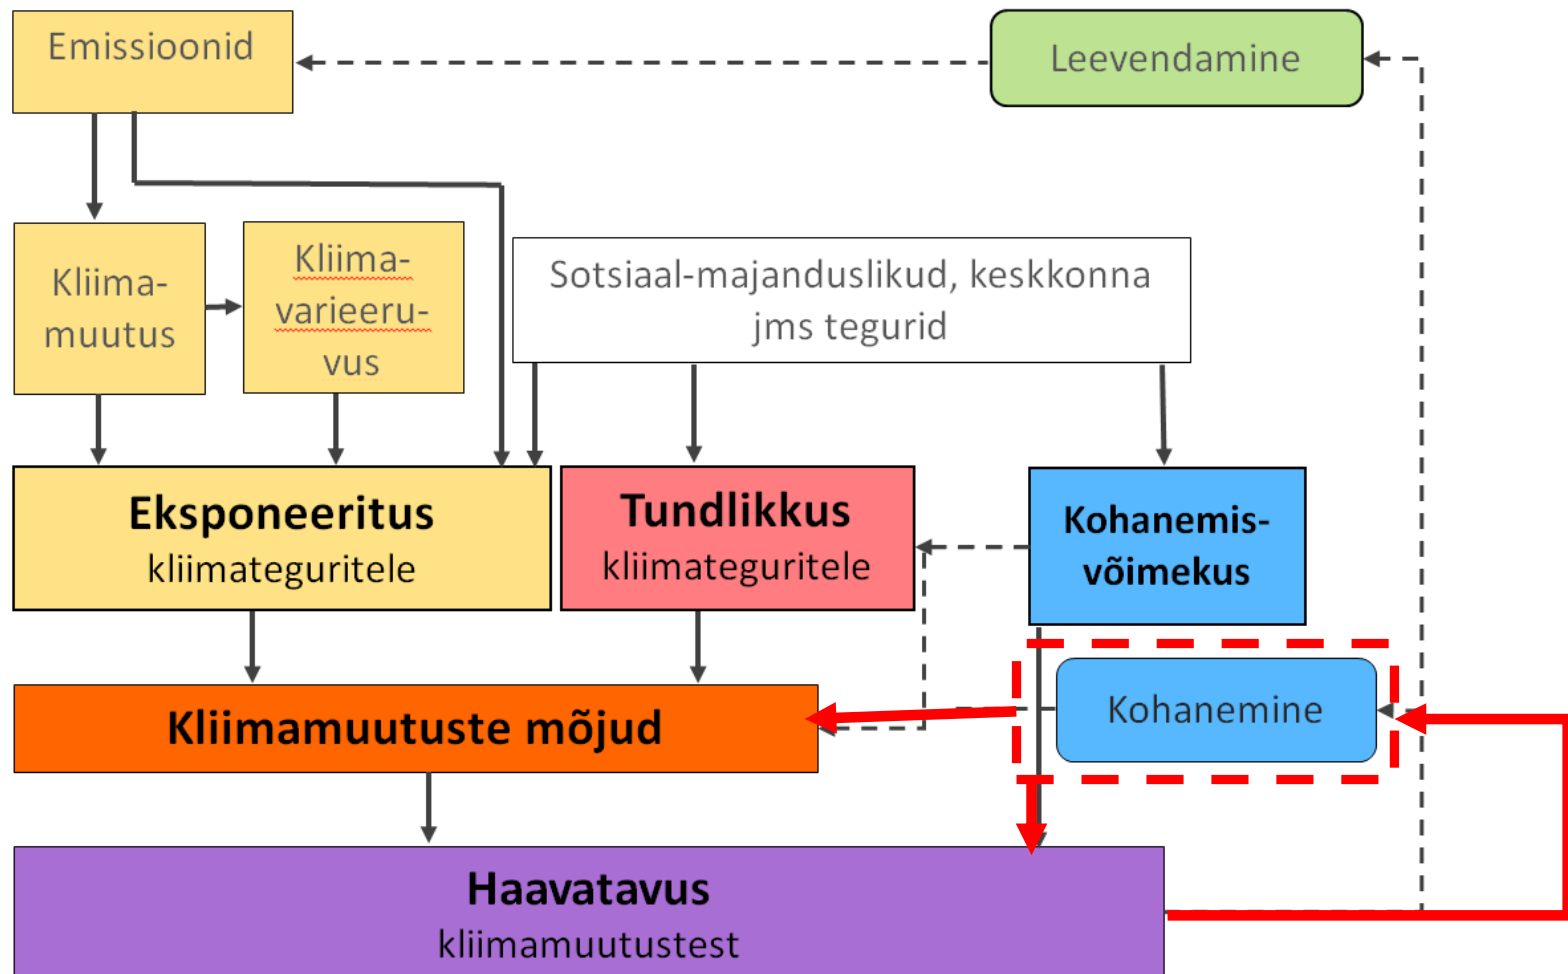 Emissioonid
Leevendamine
Kliima-
muutus
Kliima-
varieeru-
vus
Sotsiaal-majanduslikud, keskkonna
jms tegurid
Eksponeeritus
kliimateguritele
Tundlikkus
kliimateguritele
Kohanemis-
võimekus
Kliimamuutuste mõjud
Kohanemine
Haavatavus
kliimamuutustest